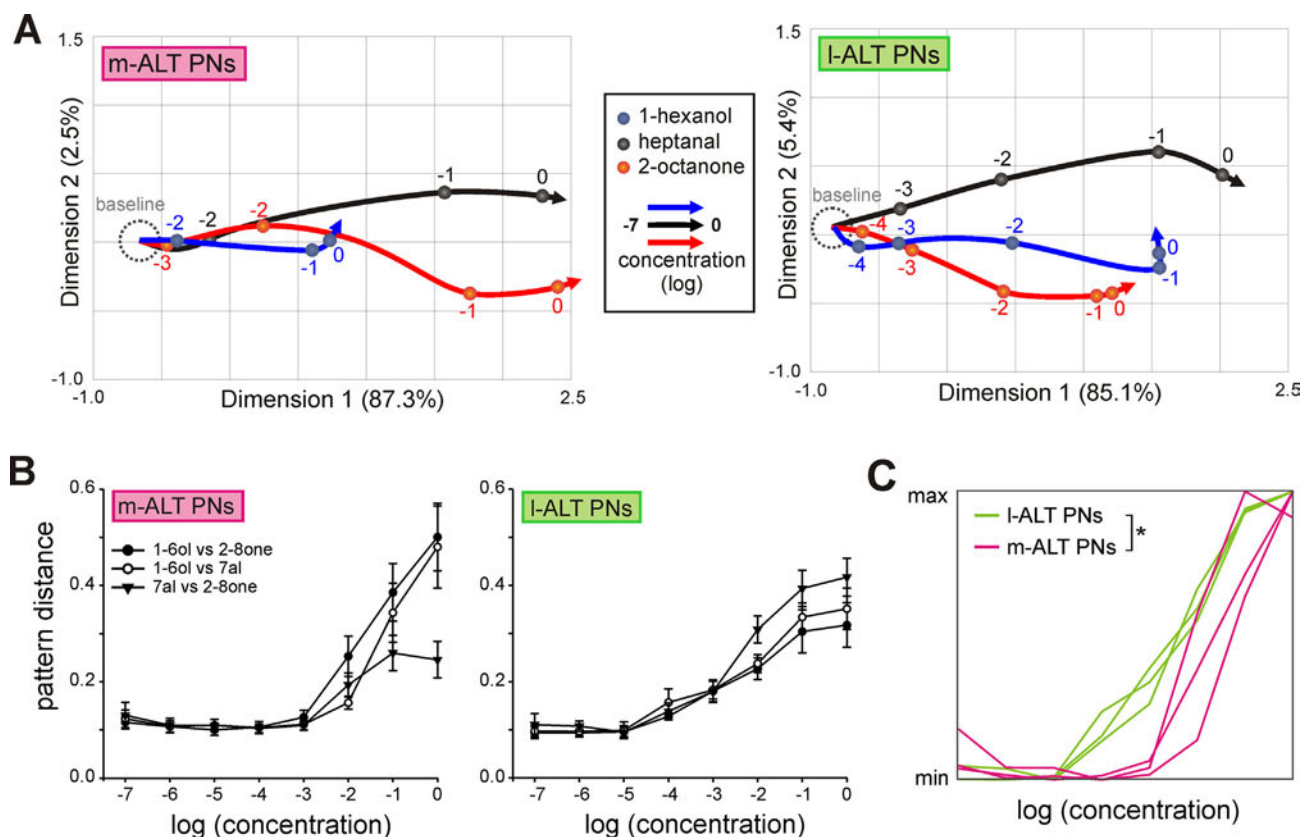 A
1.5
m-ALT PNs
Dimension 2 (2.5%)
baseline
-2
-2
-2
-1
0
-3
-1
0
-1
0
-1.0
-1.0
Dimension 1 (87.3%)
2.5
1-hexanol
heptanal
2-octanone
-7
0
concentration
(log)
1.5
l-ALT PNs
Dimension 2 (5.4%)
baseline
-1
0
-2
-3
-4
-3
-2
0
-4
-3
-1
-2
-1
0
-1.0
-1.0
Dimension 1 (85.1%)
2.5
B
0.6
m-ALT PNs
1-6ol vs 2-8one
1-6ol vs 7al
7al vs 2-8one
0.4
0.2
0.0
pattern distance
-7 -6 -5 -4 -3 -2 -1 0
log (concentration)
0.6
l-ALT PNs
0.4
0.2
0.0
-7 -6 -5 -4 -3 -2 -1 0
log (concentration)
C
max
l-ALT PNs
m-ALT PNs
*
min
log (concentration)